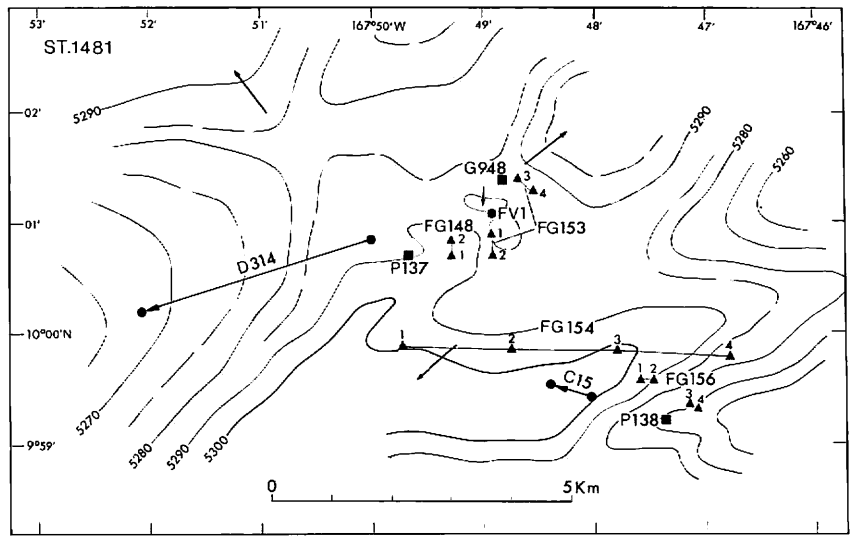 53' 52' 51' 167°50'W 49' 48' 47' 167°46'
ST.1481
5290
02'
5290
5280
5260
G948
3
4
FV1
01'
FG148
2
1
1
2
FG153
D314
P137
10°00'N
FG154
1
2
3
4
C15
1 2
FG156
3
4
P138
5270
5280
5290
5300
9°59'
0 5Km